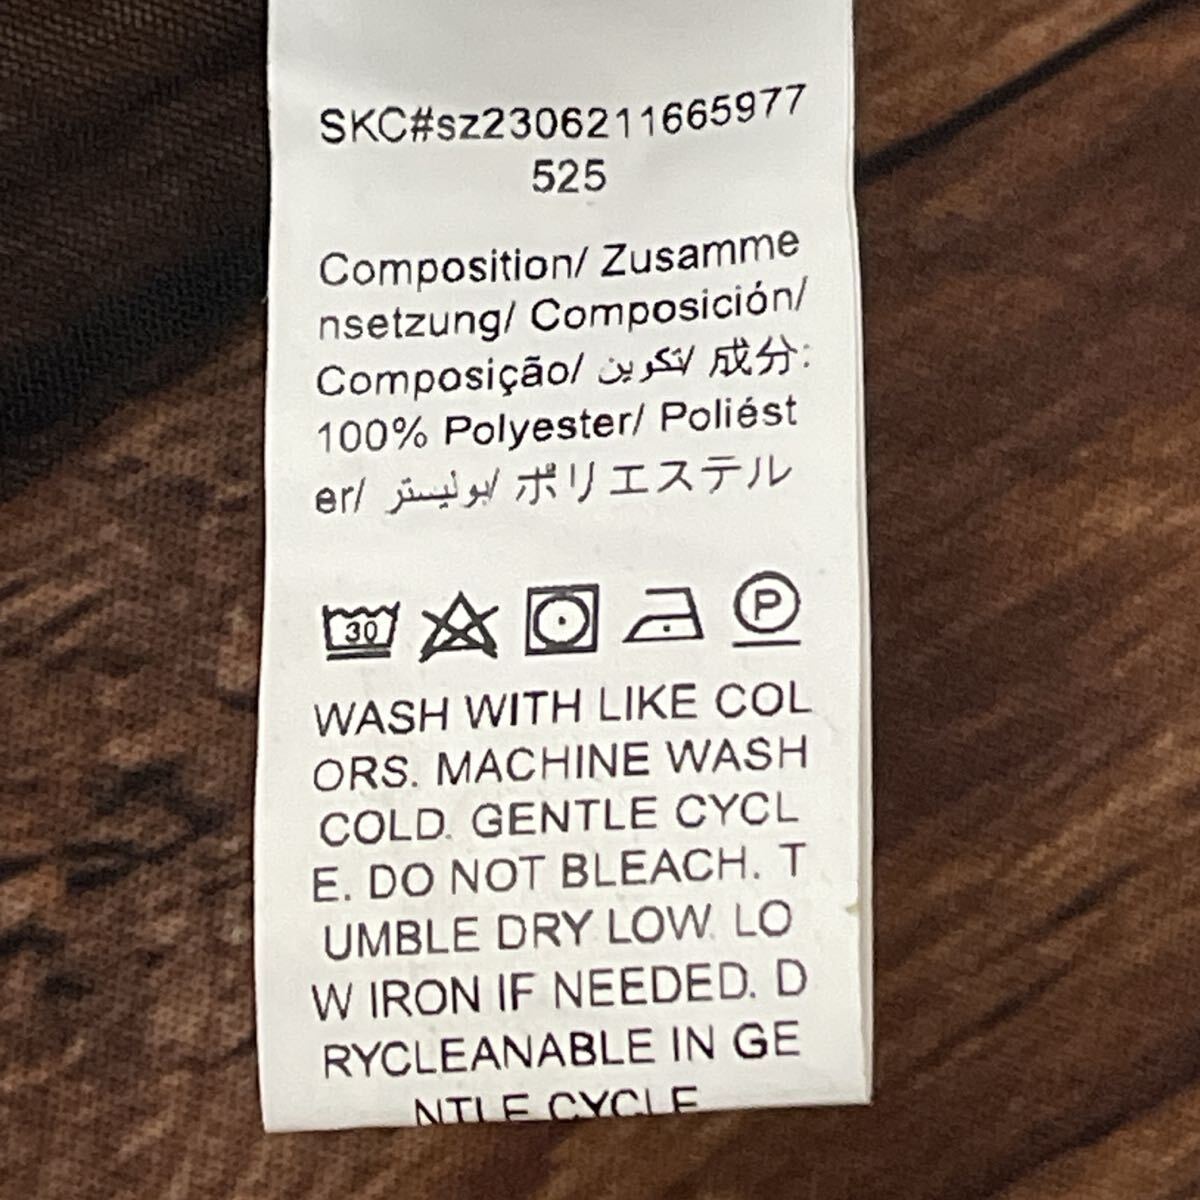 SKC#sz2306211665977
525
Composition/ Zusamme
nsetzung/ Composición/
Composição/ تكوين/ 成分:
100% Polyester/ Poliést
er/ بوليستر/ ポリエステル
30 P
WASH WITH LIKE COL
ORS. MACHINE WASH
COLD. GENTLE CYCL
E. DO NOT BLEACH. T
UMBLE DRY LOW. LO
W IRON IF NEEDED. D
RYCLEANABLE IN GE
NTLE CYCLE